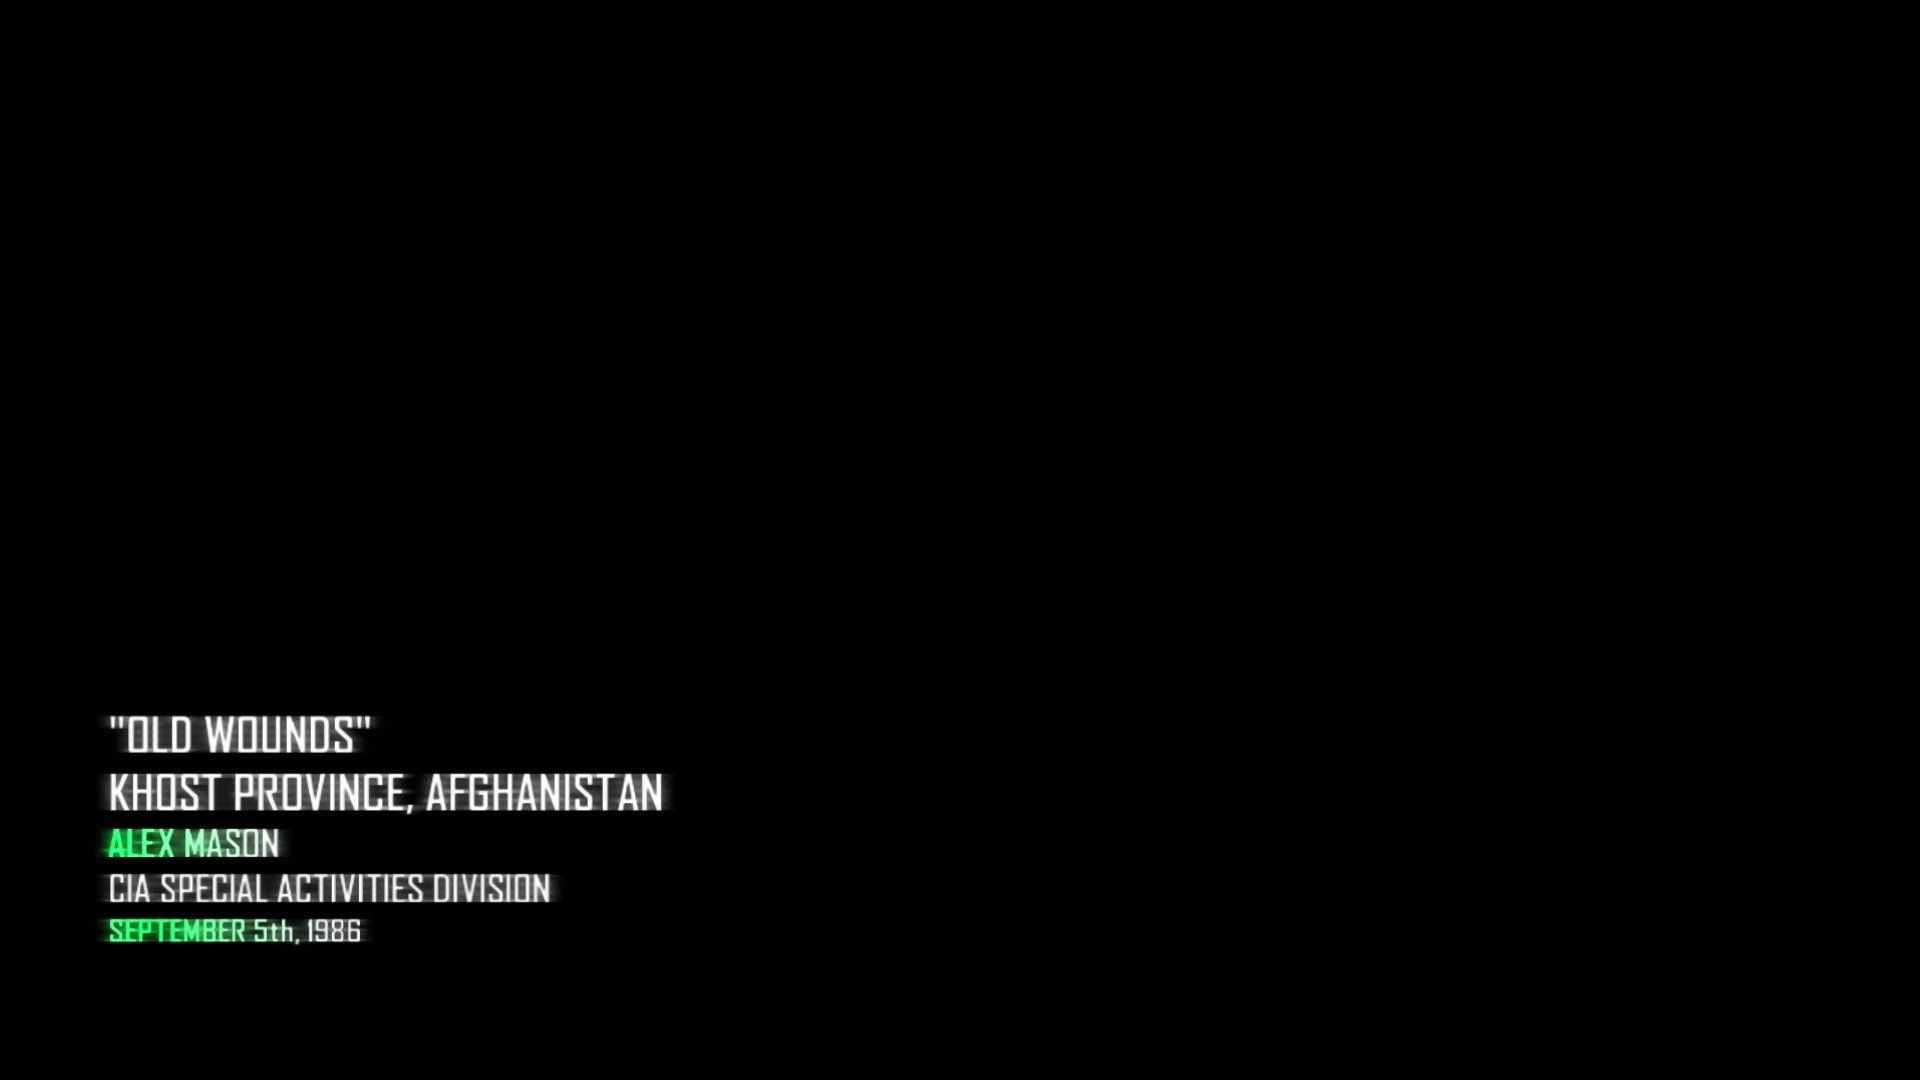 "OLD WOUNDS"
KHOST PROVINCE, AFGHANISTAN
ALEX MASON
CIA SPECIAL ACTIVITIES DIVISION
SEPTEMBER 5th, 1986